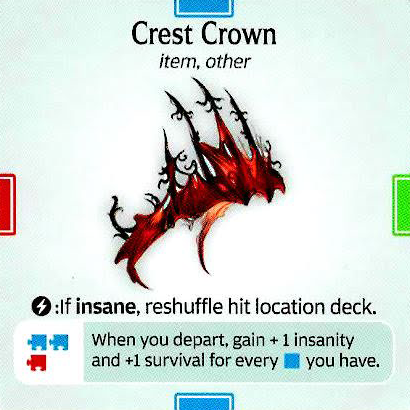 Crest Crown
item, other
:If insane, reshuffle hit location deck.
When you depart, gain + 1 insanity
and +1 survival for every you have.